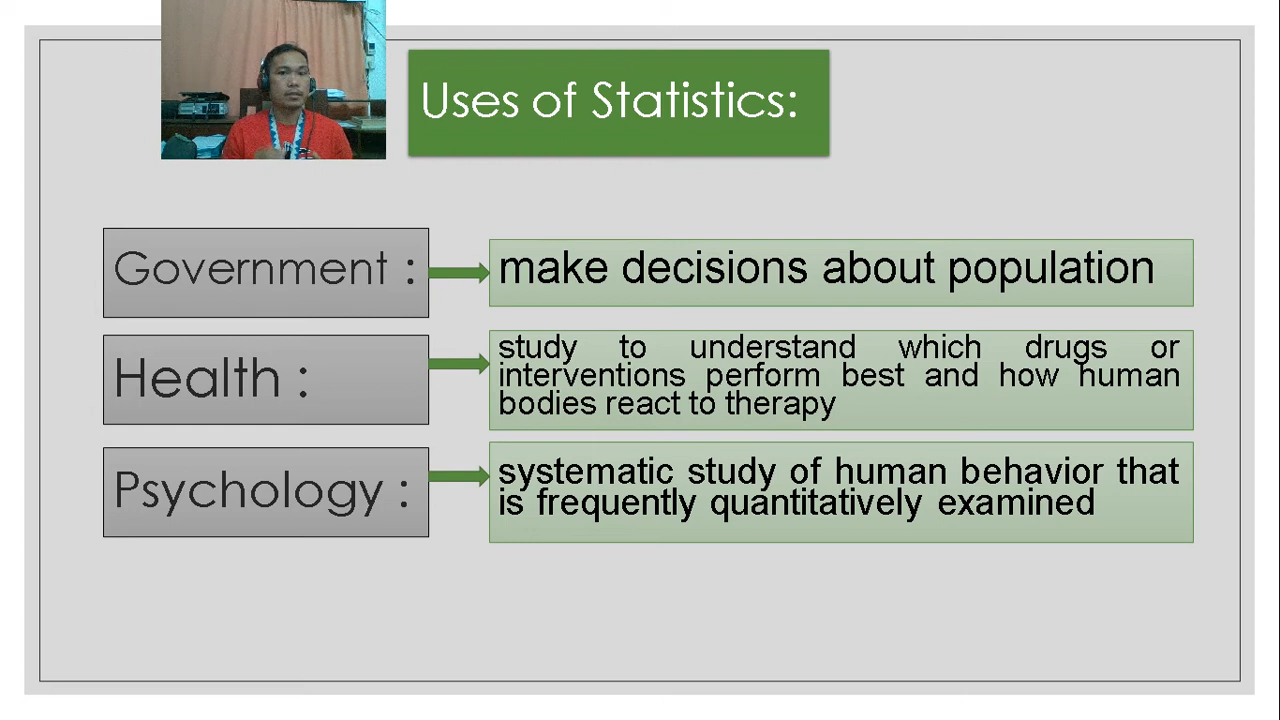 Uses of Statistics:
Government :
make decisions about population
Health :
study to understand which drugs or
interventions perform best and how human
bodies react to therapy
Psychology :
systematic study of human behavior that
is frequently quantitatively examined